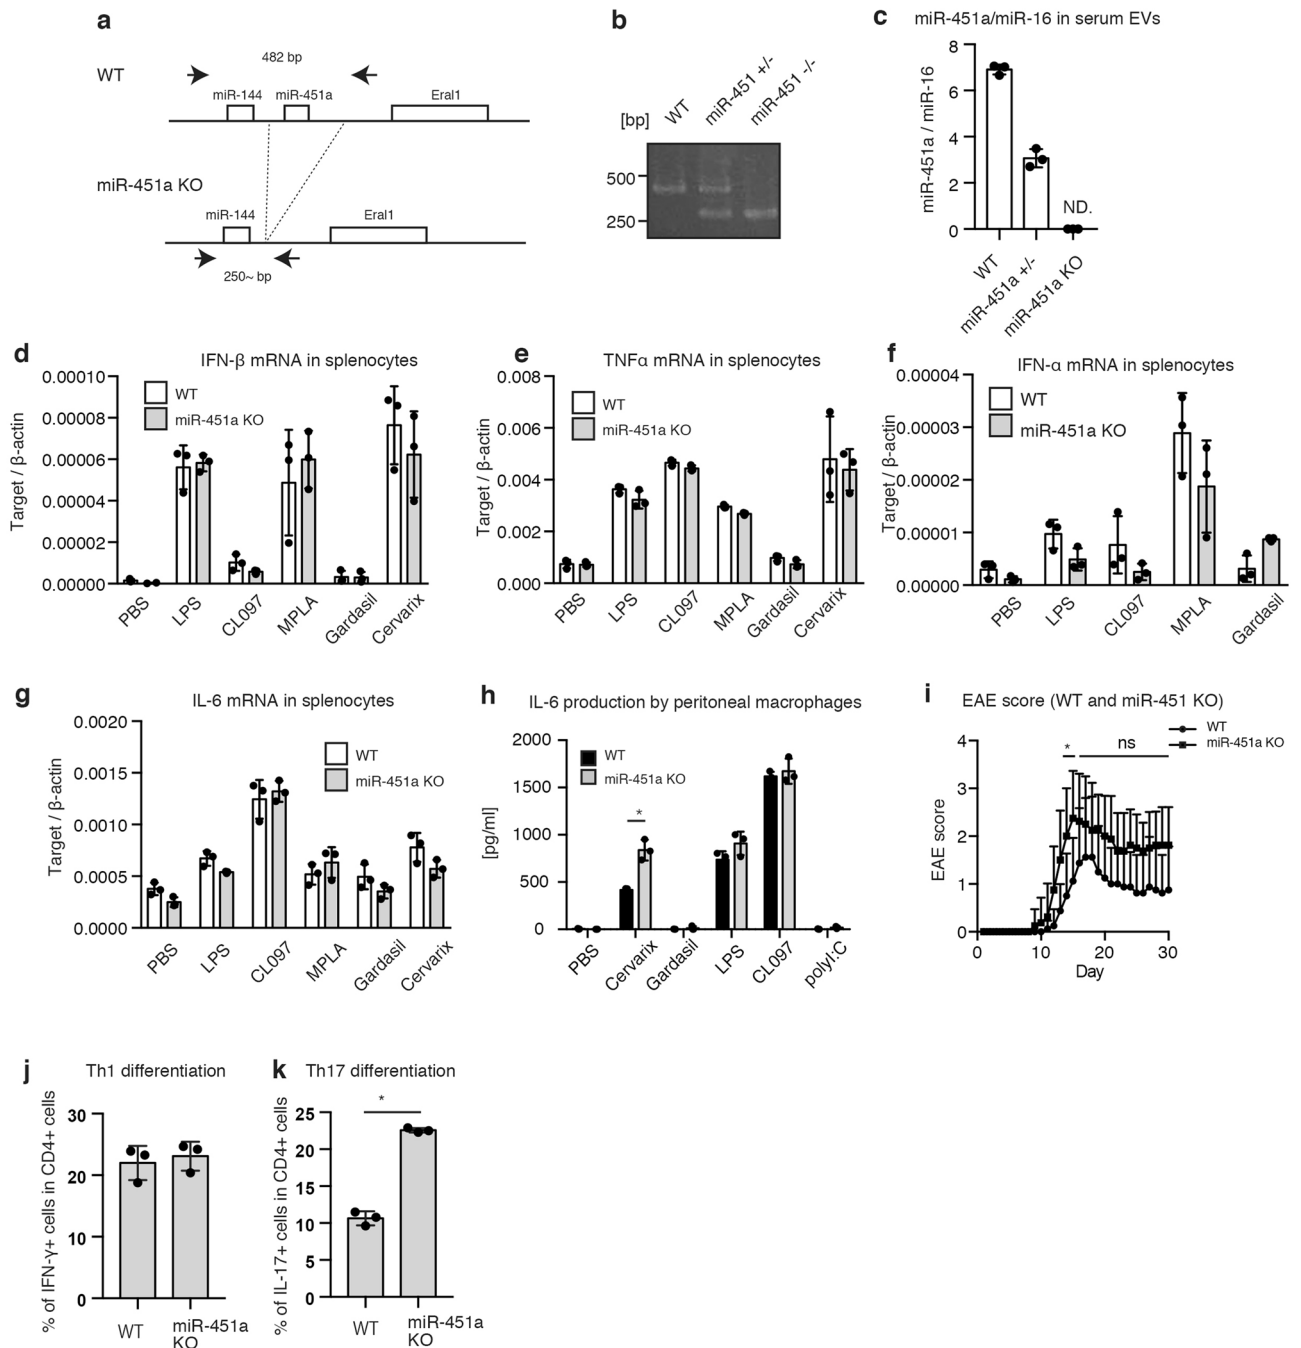 a
482 bp
WT
miR-144
miR-451a
Eral1
miR-451a KO
miR-144
Eral1
250~ bp
b
[bp]
WT
miR-451 +/-
miR-451 -/-
500
250
c
miR-451a/miR-16 in serum EVs
miR-451a / miR-16
8
6
4
2
0
ND.
WT
miR-451a +/-
miR-451a KO
d
IFN-β mRNA in splenocytes
Target / β-actin
0.00010
0.00008
0.00006
0.00004
0.00002
0.00000
WT
miR-451a KO
PBS
LPS
CL097
MPLA
Gardasil
Cervarix
e
TNFα mRNA in splenocytes
Target / β-actin
0.008
0.006
0.004
0.002
0.000
WT
miR-451a KO
PBS
LPS
CL097
MPLA
Gardasil
Cervarix
f
IFN-α mRNA in splenocytes
Target / β-actin
0.00004
0.00003
0.00002
0.00001
0.00000
WT
miR-451a KO
PBS
LPS
CL097
MPLA
Gardasil
g
IL-6 mRNA in splenocytes
Target / β-actin
0.0020
0.0015
0.0010
0.0005
0.0000
WT
miR-451a KO
PBS
LPS
CL097
MPLA
Gardasil
Cervarix
h
IL-6 production by peritoneal macrophages
[pg/ml]
2000
1500
1000
500
0
WT
miR-451a KO
*
PBS
Cervarix
Gardasil
LPS
CL097
polyI:C
i
EAE score (WT and miR-451 KO)
WT
miR-451a KO
EAE score
4
3
2
1
0
* ns
0 10 20 30
Day
j
Th1 differentiation
% of IFN-γ+ cells in CD4+ cells
30
20
10
0
WT
miR-451a
KO
k
Th17 differentiation
% of IL-17+ cells in CD4+ cells
25
20
15
10
5
0
*
WT
miR-451a
KO